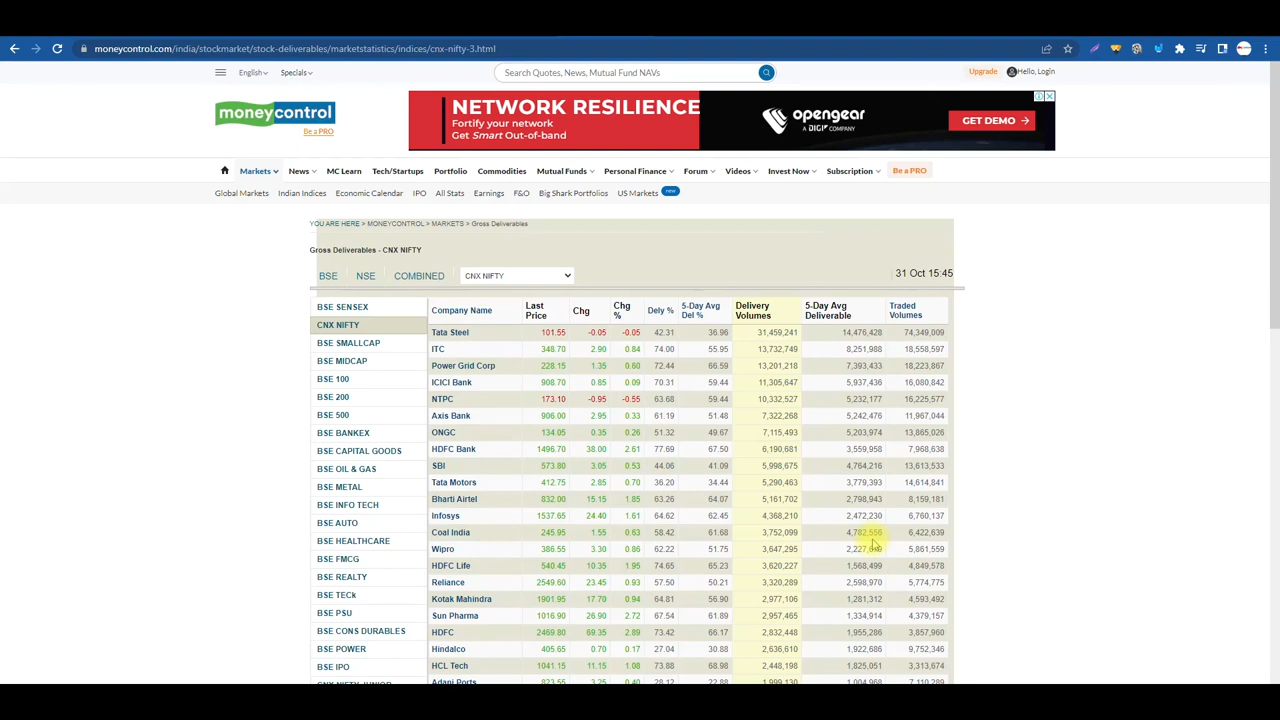 moneycontrol.com/india/stockmarket/stock-deliverables/marketstatistics/indices/cnx-nifty-3.html
English Specials Search Quotes, News, Mutual Fund NAVs Upgrade Hello, Login
moneycontrol
Be a PRO
NETWORK RESILIENCE
Fortify your network
Get Smart Out-of-band
opengear
A DIGI COMPANY
GET DEMO →
Markets News MC Learn Tech/Startups Portfolio Commodities Mutual Funds Personal Finance Forum Videos Invest Now Subscription Be a PRO
Global Markets Indian Indices Economic Calendar IPO All Stats Earnings F&O Big Shark Portfolios US Markets new
YOU ARE HERE > MONEYCONTROL > MARKETS > Gross Deliverables
Gross Deliverables - CNX NIFTY
BSE NSE COMBINED CNX NIFTY 31 Oct 15:45
BSE SENSEX
CNX NIFTY
BSE SMALLCAP
BSE MIDCAP
BSE 100
BSE 200
BSE 500
BSE BANKEX
BSE CAPITAL GOODS
BSE OIL & GAS
BSE METAL
BSE INFO TECH
BSE AUTO
BSE HEALTHCARE
BSE FMCG
BSE REALTY
BSE TECk
BSE PSU
BSE CONS DURABLES
BSE POWER
BSE IPO
CNX NIFTY JUNIOR
Company Name Last Price Chg Chg % Dely % 5-Day Avg Del % Delivery Volumes 5-Day Avg Deliverable Traded Volumes
Tata Steel 101.55 -0.05 -0.05 42.31 36.96 31,459,241 14,476,428 74,349,009
ITC 348.70 2.90 0.84 74.00 55.95 13,732,749 8,251,988 18,558,597
Power Grid Corp 228.15 1.35 0.60 72.44 66.59 13,201,218 7,393,433 18,223,867
ICICI Bank 908.70 0.85 0.09 70.31 59.44 11,305,647 5,937,436 16,080,842
NTPC 173.10 -0.95 -0.55 63.68 59.44 10,332,527 5,232,177 16,225,577
Axis Bank 906.00 2.95 0.33 61.19 51.48 7,322,268 5,242,476 11,967,044
ONGC 134.05 0.35 0.26 51.32 49.67 7,115,493 5,203,974 13,865,026
HDFC Bank 1496.70 38.00 2.61 77.69 67.50 6,190,681 3,559,958 7,968,638
SBI 573.80 3.05 0.53 44.06 41.09 5,998,675 4,764,216 13,613,533
Tata Motors 412.75 2.85 0.70 36.20 34.44 5,290,463 3,779,393 14,614,841
Bharti Airtel 832.00 15.15 1.85 63.26 64.07 5,161,702 2,798,943 8,159,181
Infosys 1537.65 24.40 1.61 64.62 62.45 4,368,210 2,472,230 6,760,137
Coal India 245.95 1.55 0.63 58.42 61.68 3,752,099 4,782,556 6,422,639
Wipro 386.55 3.30 0.86 62.22 51.75 3,647,295 5,861,559
HDFC Life 540.45 10.35 1.95 74.65 65.23 3,620,227 1,568,499 4,849,578
Reliance 2549.60 23.45 0.93 57.50 50.21 3,320,289 2,598,970 5,774,775
Kotak Mahindra 1901.95 17.70 0.94 64.81 56.90 2,977,106 1,281,312 4,593,492
Sun Pharma 1016.90 26.90 2.72 67.54 61.89 2,957,465 1,334,914 4,379,157
HDFC 2469.80 69.35 2.89 73.42 66.17 2,832,448 1,955,286 3,857,960
Hindalco 405.65 0.70 0.17 27.04 30.88 2,636,610 1,922,686 9,752,346
HCL Tech 1041.15 11.15 1.08 73.88 68.98 2,448,198 1,825,051 3,313,674
Adani Ports 823.55 3.25 0.40 28.12 22.88 1,999,130 1,004,968 7,110,289